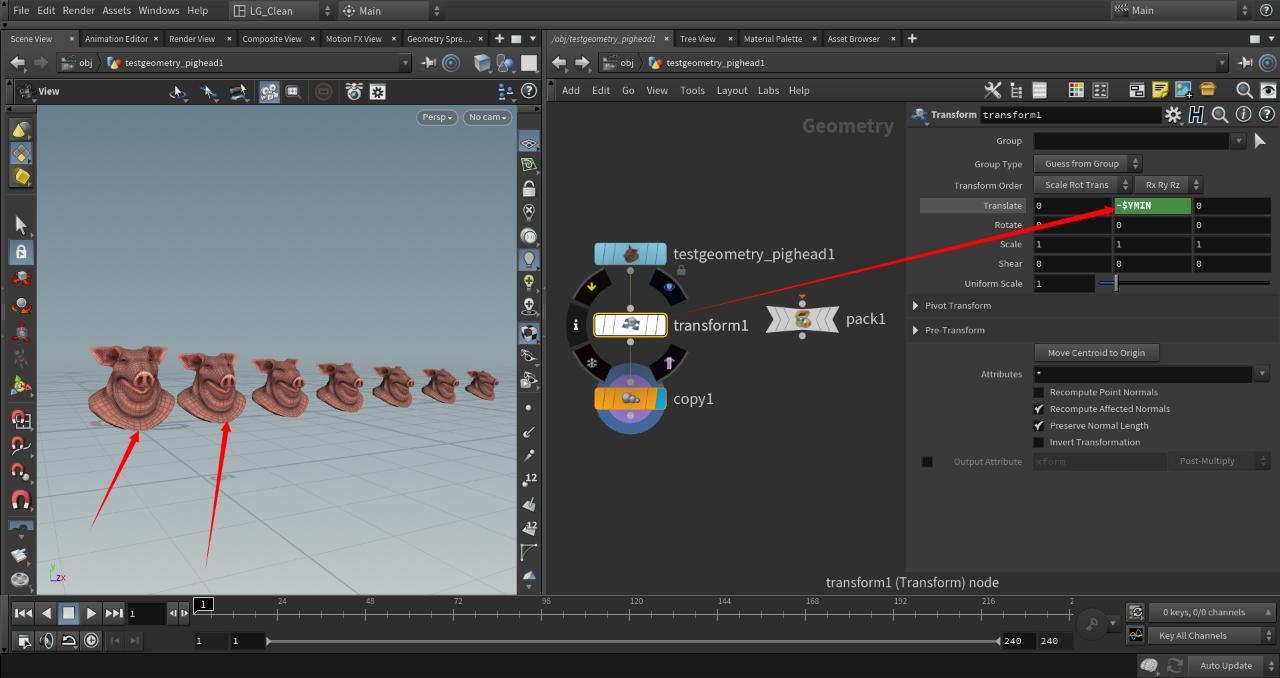 File Edit Render Assets Windows Help LG_Clean Main Main
Scene View Animation Editor Render View Composite View Motion FX View Geometry Spre...
/obj/testgeometry_pighead1 Tree View Material Palette Asset Browser
obj testgeometry_pighead1
obj testgeometry_pighead1
View
Add Edit Go View Tools Layout Labs Help
Persp No cam
Geometry
Transform transform1
Group
Group Type Guess from Group
Transform Order Scale Rot Trans Rx Ry Rz
Translate 0 -$YMIN 0
Rotate 0 0 0
Scale 1 1 1
Shear 0 0 0
Uniform Scale 1
Pivot Transform
Pre-Transform
Move Centroid to Origin
Attributes *
Recompute Point Normals
Recompute Affected Normals
Preserve Normal Length
Invert Transformation
Output Attribute xform Post-Multiply
testgeometry_pighead1
transform1
pack1
copy1
12
12
y
z x
transform1 (Transform) node
1 1 24 48 72 96 120 144 168 192 216 2
0 keys, 0/0 channels
1 1 240 240
Key All Channels
Auto Update